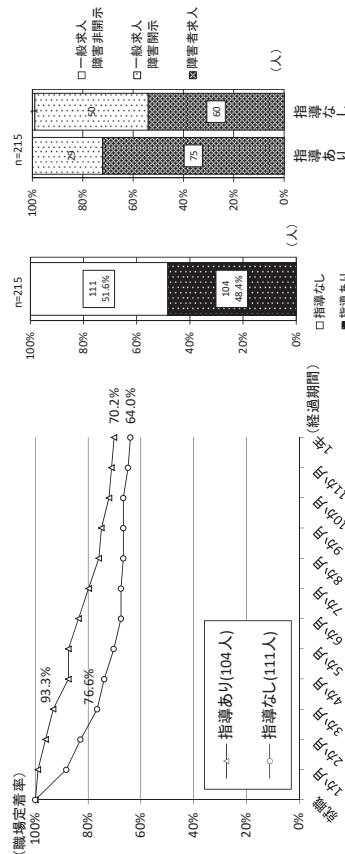 (職場定着率)
100%
80%
60%
40%
20%
0%
93.3%
76.6%
70.2%
64.0%
指導あり(104人)
指導なし(111人)
就職
1か月
2か月
3か月
4か月
5か月
6か月
7か月
8か月
9か月
10か月
11か月
1年
(経過期間)
n=215
100%
80%
60%
40%
20%
0%
111
51.6%
104
48.4%
(人)
指導なし
指導あり
n=215
100%
80%
60%
40%
20%
0%
29
75
50
60
指導あり
指導なし
(人)
一般求人
障害非開示
一般求人
障害開示
障害者求人